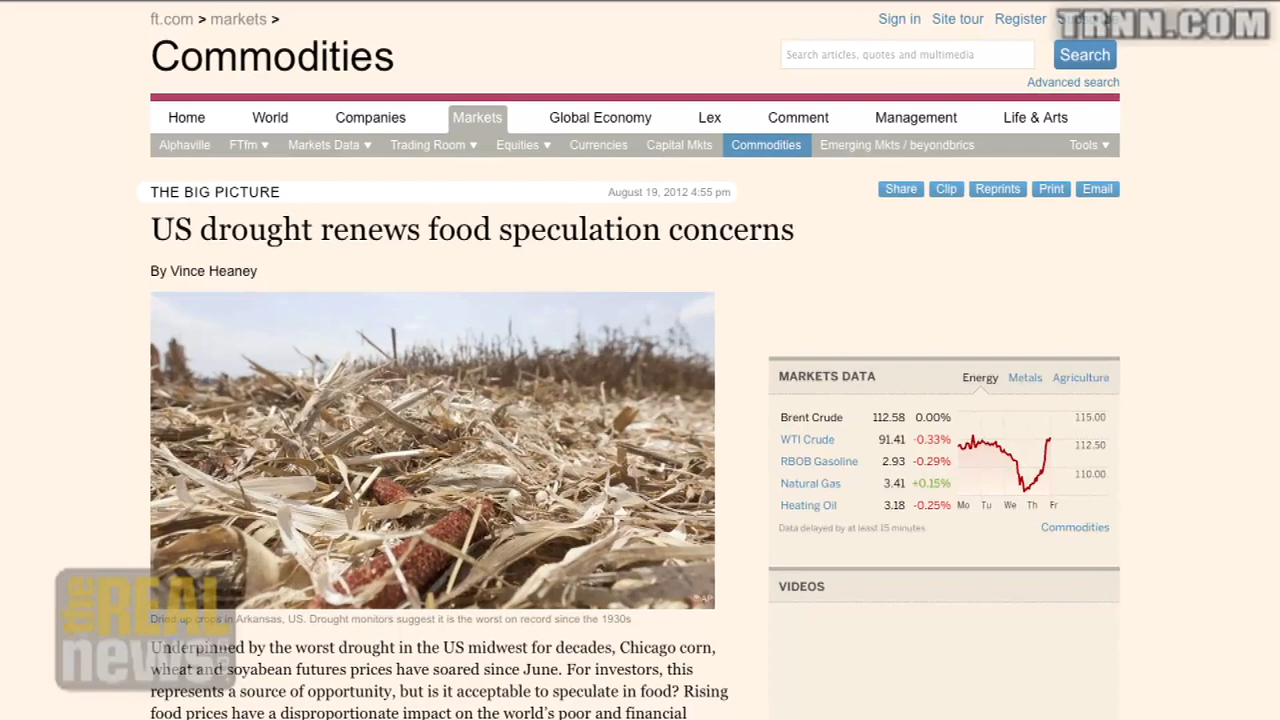 ft.com > markets >
Sign in Site tour Register
TRNN.COM
Commodities
Search articles, quotes and multimedia
Search
Advanced search
Home World Companies Markets Global Economy Lex Comment Management Life & Arts
Alphaville FTfm ▼ Markets Data ▼ Trading Room ▼ Equities ▼ Currencies Capital Mkts Commodities Emerging Mkts / beyondbrics Tools ▼
THE BIG PICTURE August 19, 2012 4:55 pm
Share Clip Reprints Print Email
US drought renews food speculation concerns
By Vince Heaney
MARKETS DATA Energy Metals Agriculture
Brent Crude 112.58 0.00%
WTI Crude 91.41 -0.33%
RBOB Gasoline 2.93 -0.29%
Natural Gas 3.41 +0.15%
Heating Oil 3.18 -0.25%
115.00
112.50
110.00
Mo Tu We Th Fr
Data delayed by at least 15 minutes
Commodities
VIDEOS
AP
Dried up crops in Arkansas, US. Drought monitors suggest it is the worst on record since the 1930s
the REAL
news
Underpinned by the worst drought in the US midwest for decades, Chicago corn,
wheat and soyabean futures prices have soared since June. For investors, this
represents a source of opportunity, but is it acceptable to speculate in food? Rising
food prices have a disproportionate impact on the world's poor and financial